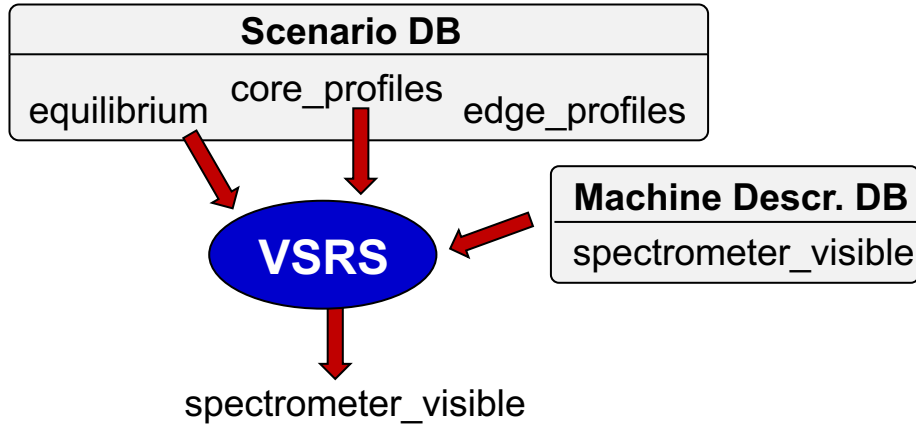 Scenario DB
equilibrium
core_profiles
edge_profiles
Machine Descr. DB
spectrometer_visible
VSRS
spectrometer_visible